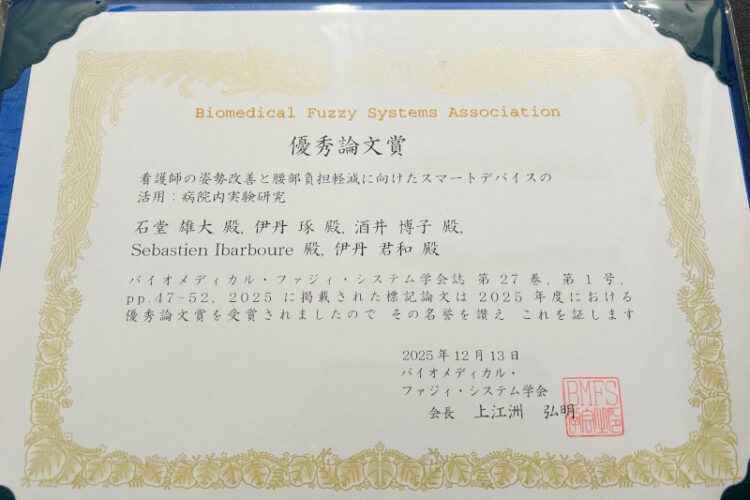 Biomedical Fuzzy Systems Association
優秀論文賞
看護師の姿勢改善と腰部負担軽減に向けたスマートデバイスの
活用：病院内実験研究
石堂 雄大 殿, 伊丹 琢 殿, 酒井 博子 殿,
Sebastien Ibarboure 殿, 伊丹 君和 殿
バイオメディカル・ファジィ・システム学会誌 第 27 巻, 第 1 号,
pp.47-52, 2025 に掲載された標記論文は 2025 年度における
優秀論文賞を受賞されましたので その名誉を讃え これを証します
2025年12月13日
バイオメディカル・
ファジィ・システム学会
会長 上江洲 弘明
BMFS